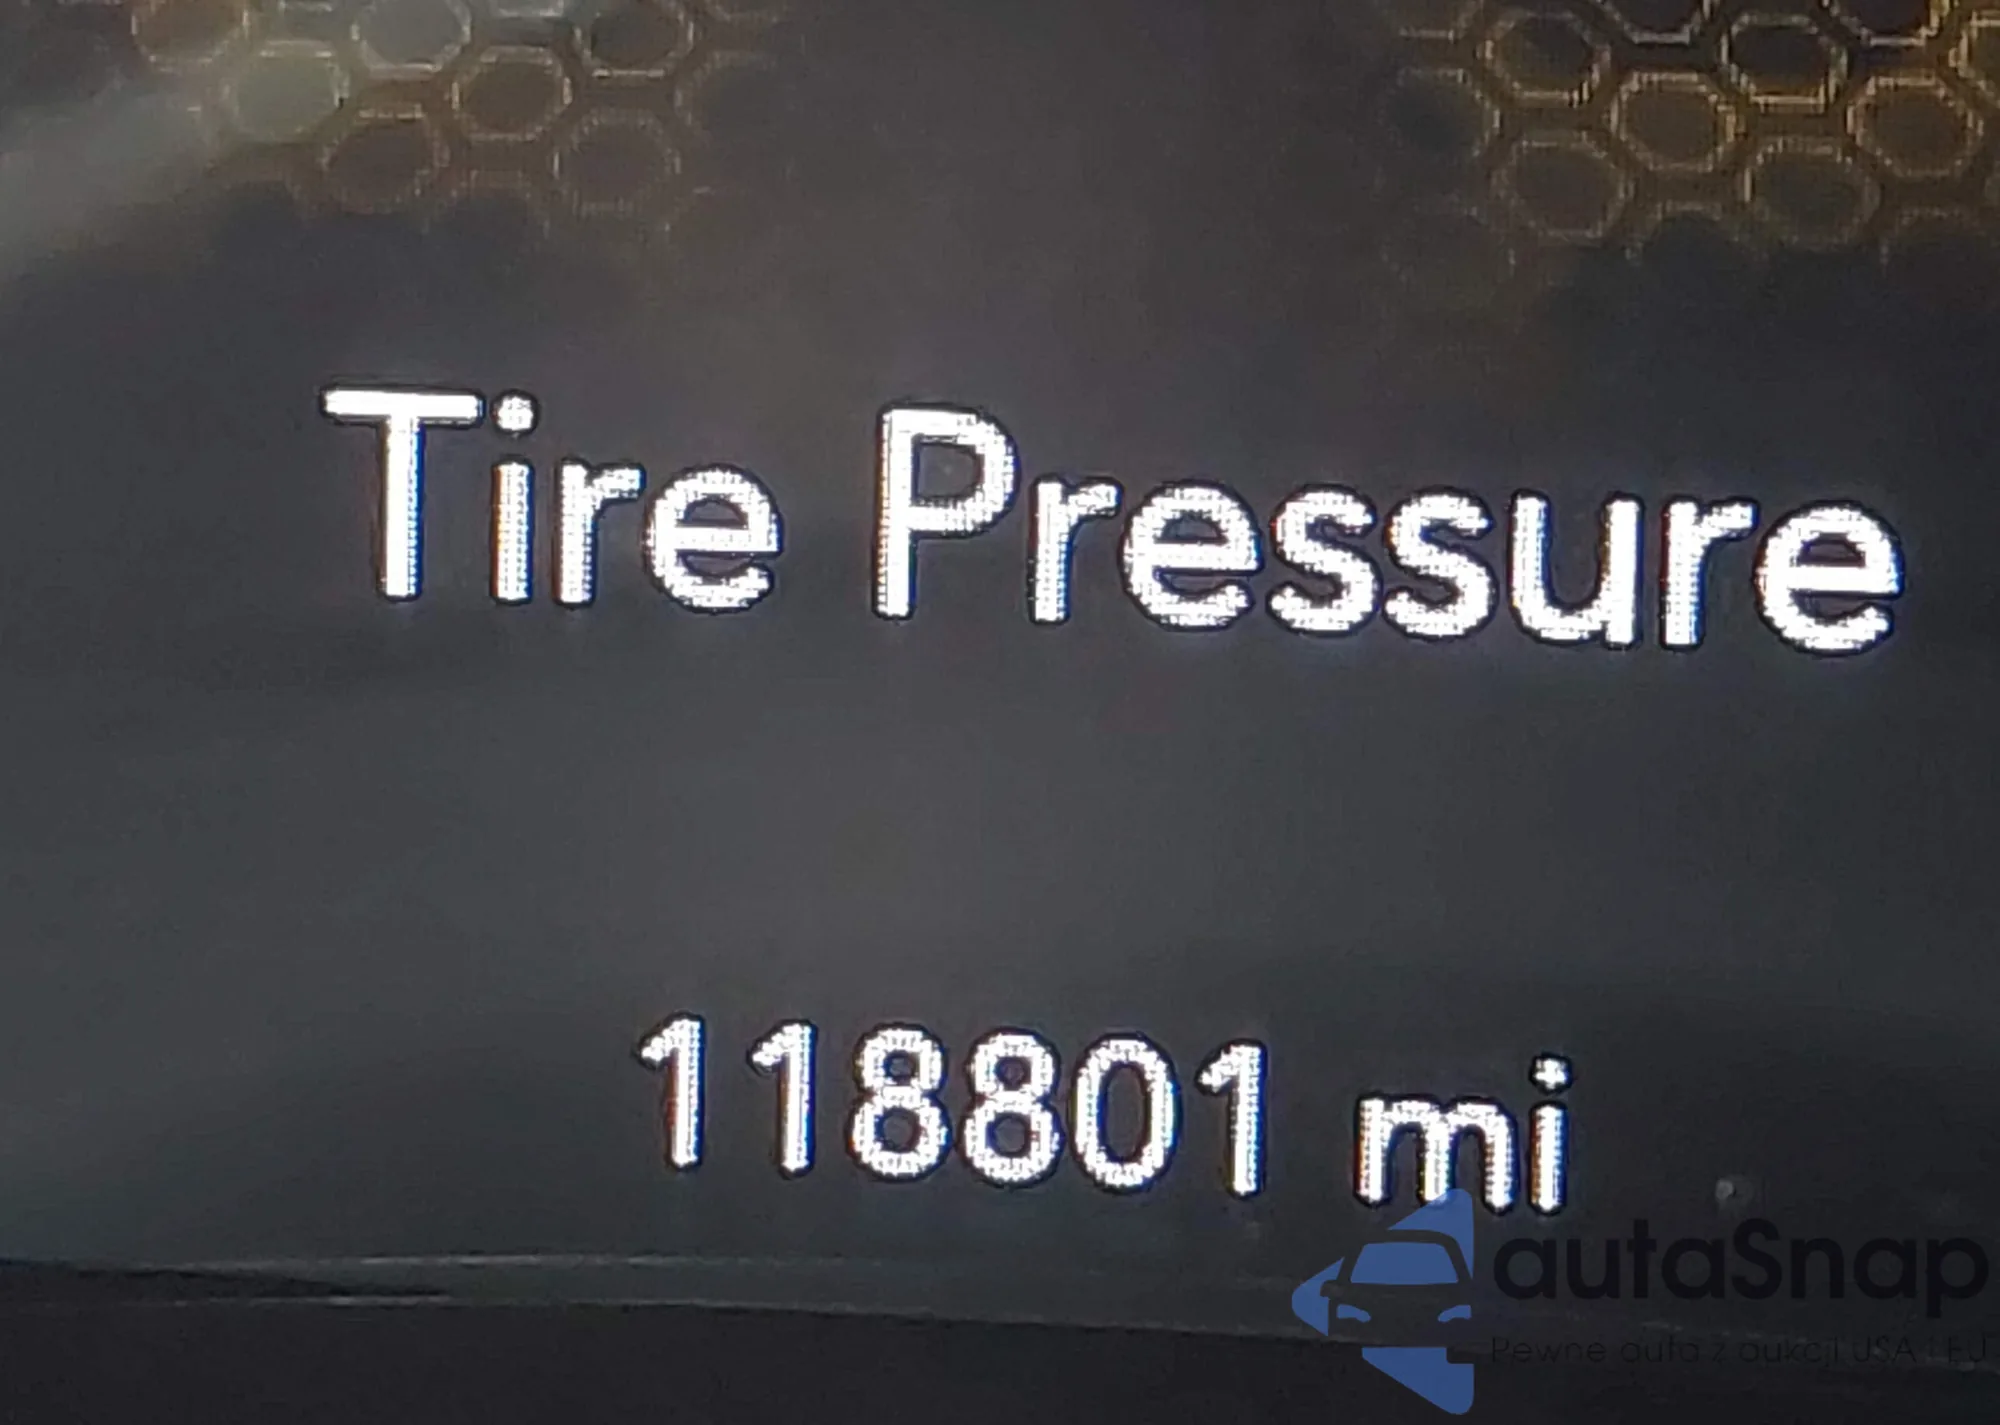 Tire Pressure
118801 mi
autaSnap
Pewne auta z aukcji USA i EU